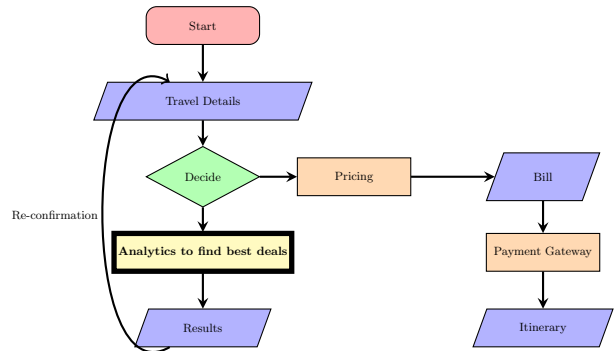 Start
Travel Details
Decide
Pricing
Bill
Re-confirmation
Analytics to find best deals
Payment Gateway
Results
Itinerary